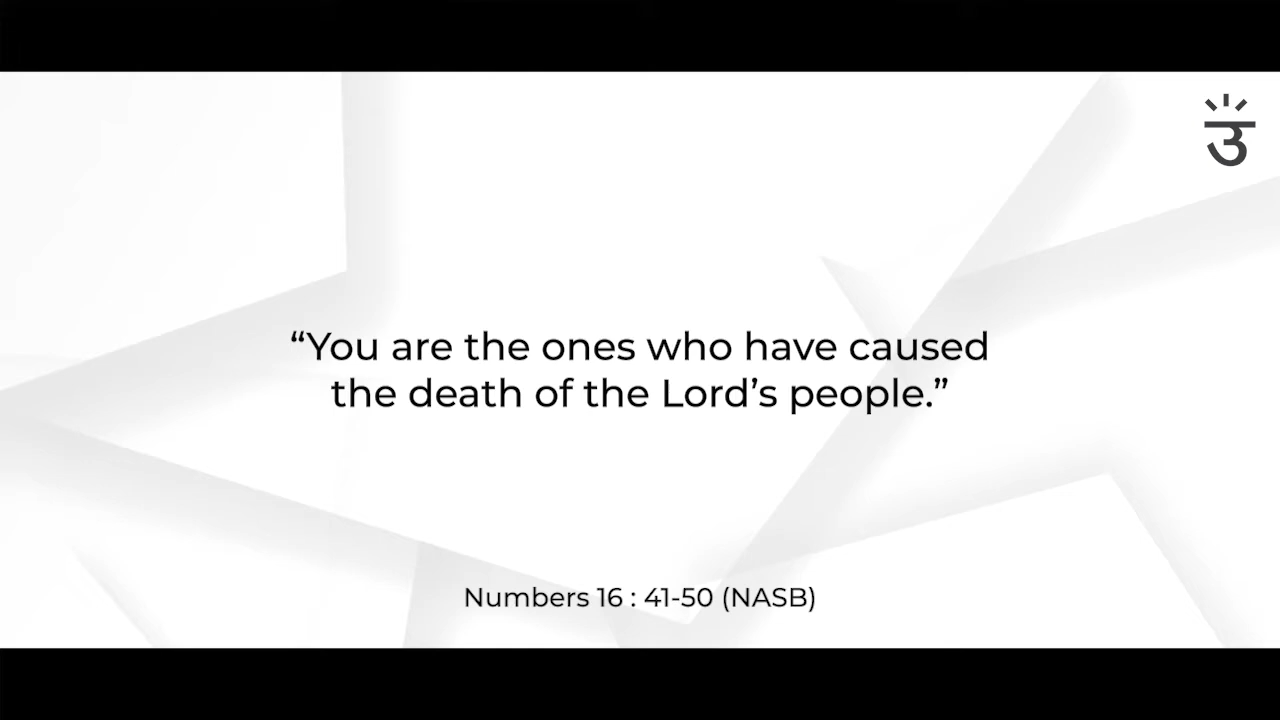 उ
“You are the ones who have caused
the death of the Lord’s people.”
Numbers 16 : 41-50 (NASB)